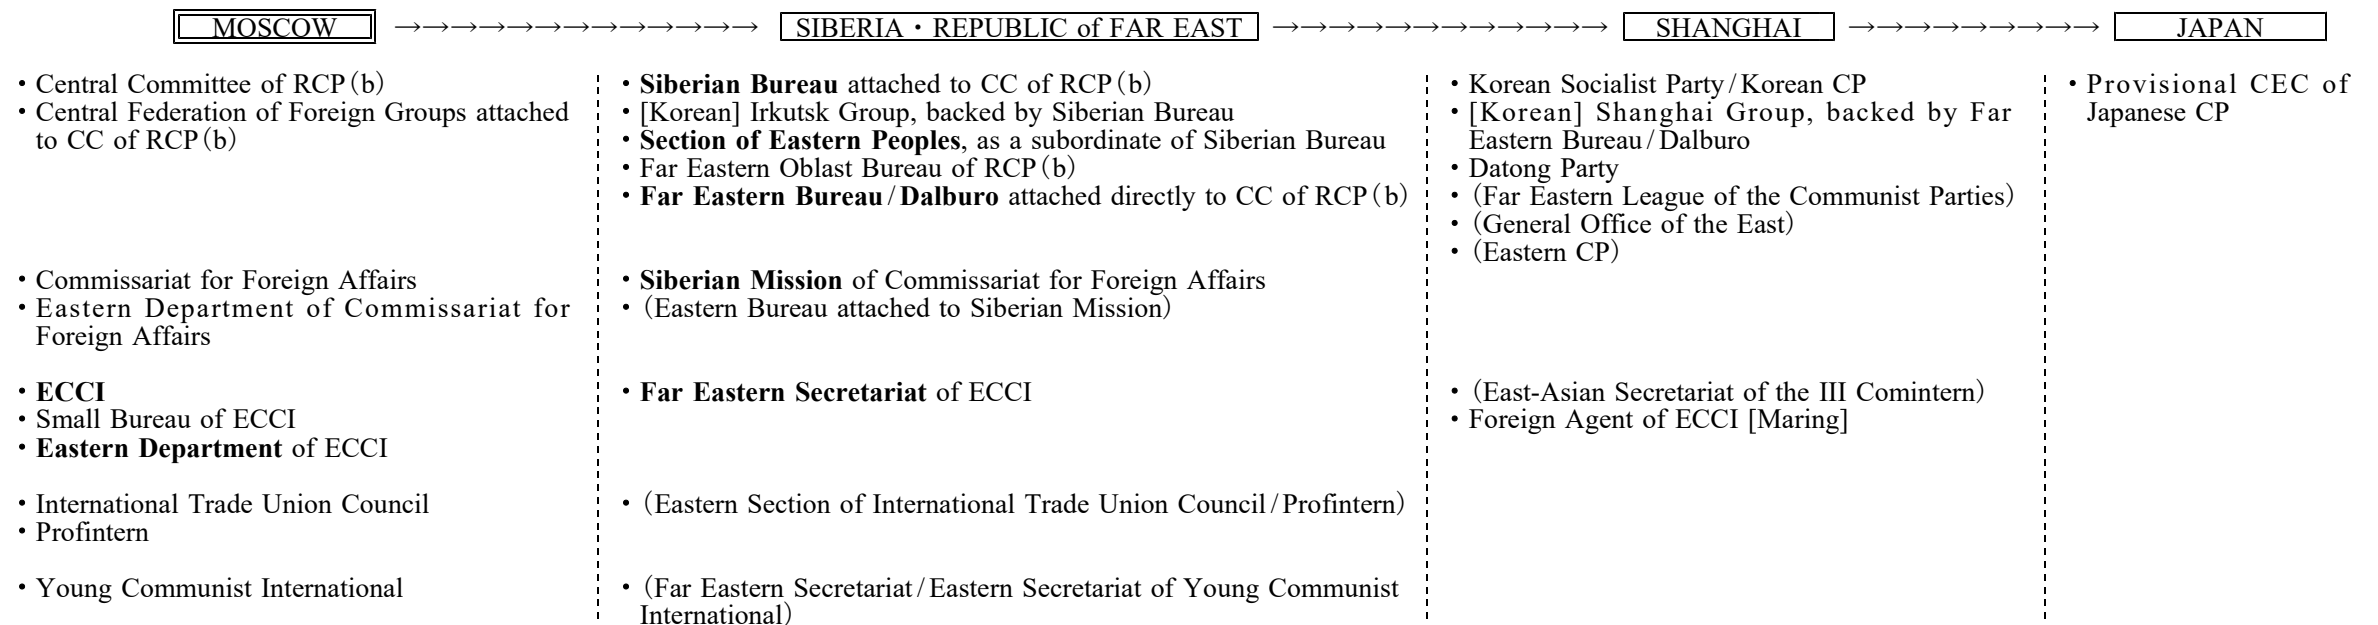 MOSCOW →→→→→→→→→→→→→ SIBERIA・REPUBLIC of FAR EAST →→→→→→→→→→→→ SHANGHAI →→→→→→→→→ JAPAN
・Central Committee of RCP(b)
・Central Federation of Foreign Groups attached
to CC of RCP(b)
・Commissariat for Foreign Affairs
・Eastern Department of Commissariat for
Foreign Affairs
・ECCI
・Small Bureau of ECCI
・Eastern Department of ECCI
・International Trade Union Council
・Profintern
・Young Communist International
・Siberian Bureau attached to CC of RCP(b)
・[Korean] Irkutsk Group, backed by Siberian Bureau
・Section of Eastern Peoples, as a subordinate of Siberian Bureau
・Far Eastern Oblast Bureau of RCP(b)
・Far Eastern Bureau/Dalburo attached directly to CC of RCP(b)
・Siberian Mission of Commissariat for Foreign Affairs
・(Eastern Bureau attached to Siberian Mission)
・Far Eastern Secretariat of ECCI
・(Eastern Section of International Trade Union Council/Profintern)
・(Far Eastern Secretariat/Eastern Secretariat of Young Communist
International)
・Korean Socialist Party/Korean CP
・[Korean] Shanghai Group, backed by Far
Eastern Bureau/Dalburo
・Datong Party
・(Far Eastern League of the Communist Parties)
・(General Office of the East)
・(Eastern CP)
・(East-Asian Secretariat of the III Comintern)
・Foreign Agent of ECCI [Maring]
・Provisional CEC of
Japanese CP